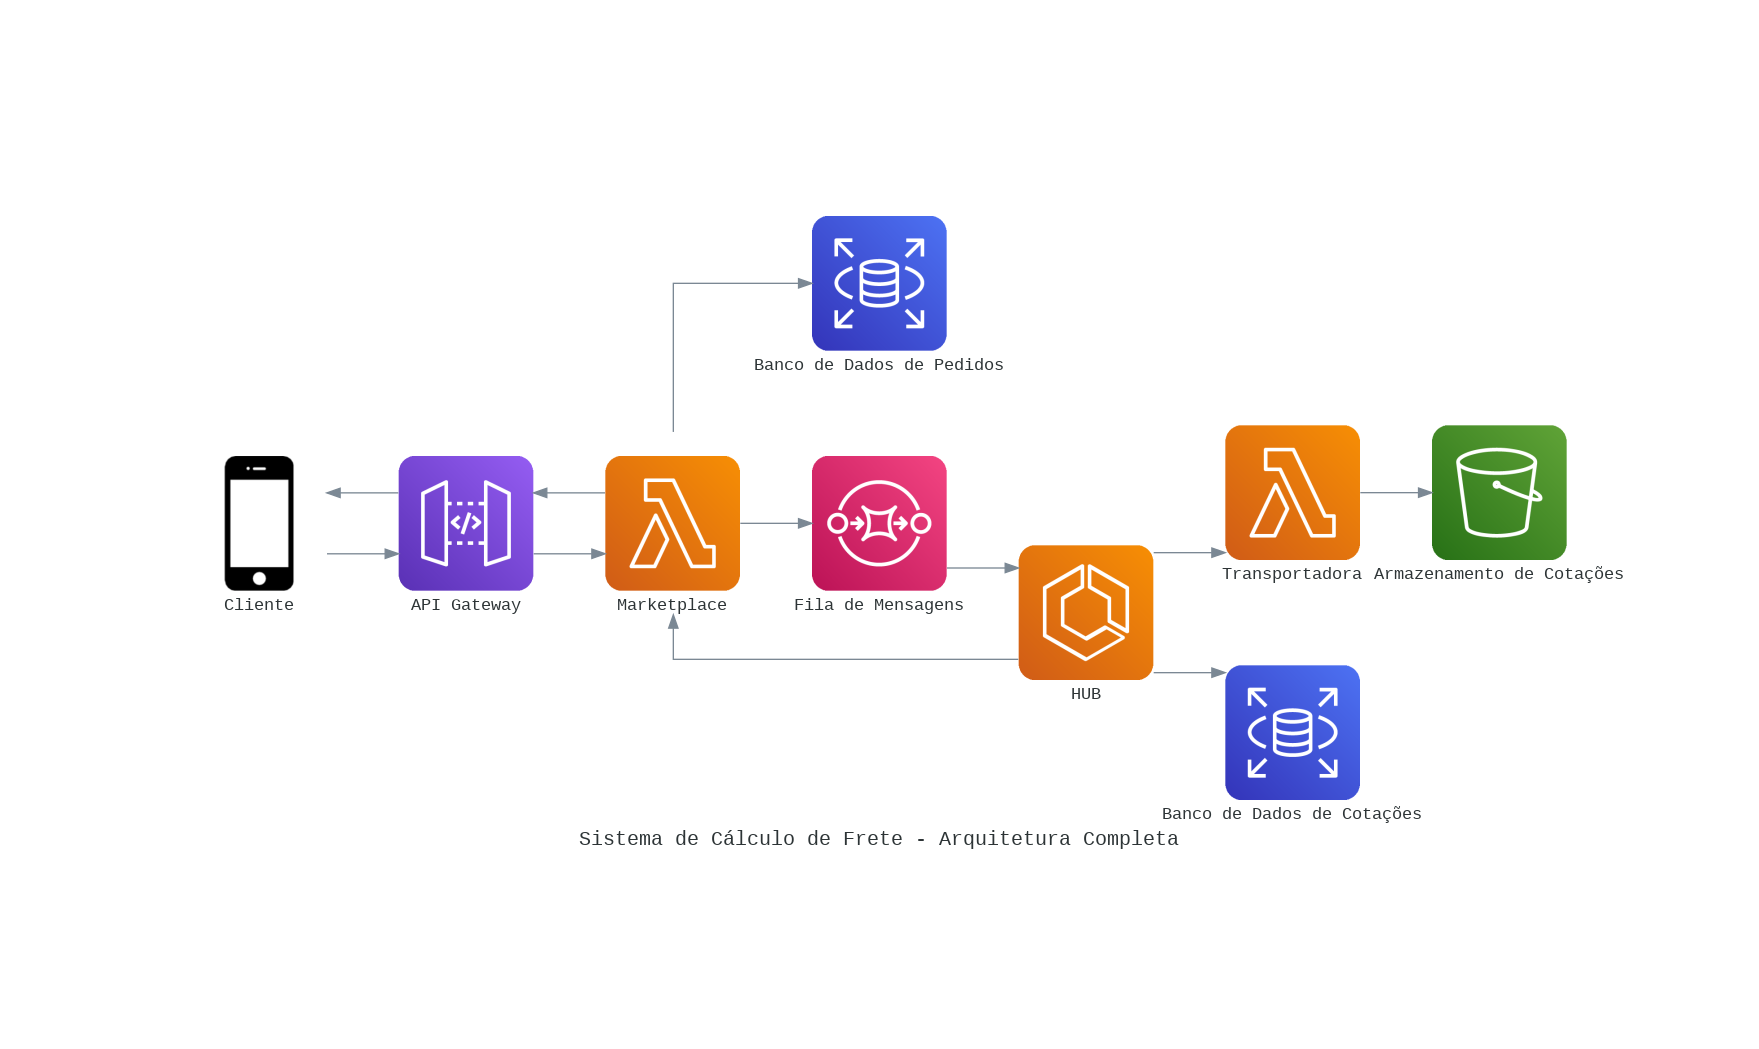 Banco de Dados de Pedidos
Transportadora
Armazenamento de Cotações
Cliente
API Gateway
Marketplace
Fila de Mensagens
HUB
Banco de Dados de Cotações
Sistema de Cálculo de Frete - Arquitetura Completa